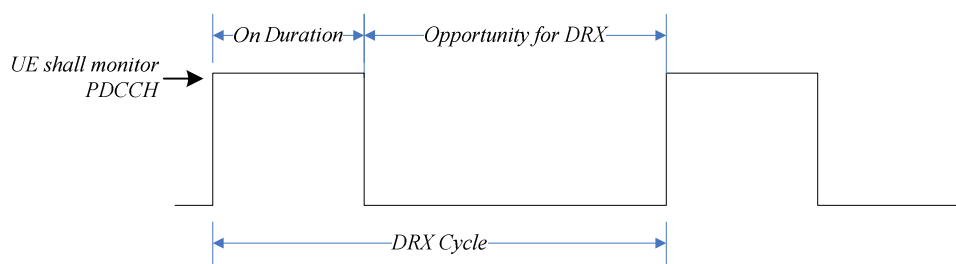 On Duration
Opportunity for DRX
UE shall monitor
PDCCH
DRX Cycle